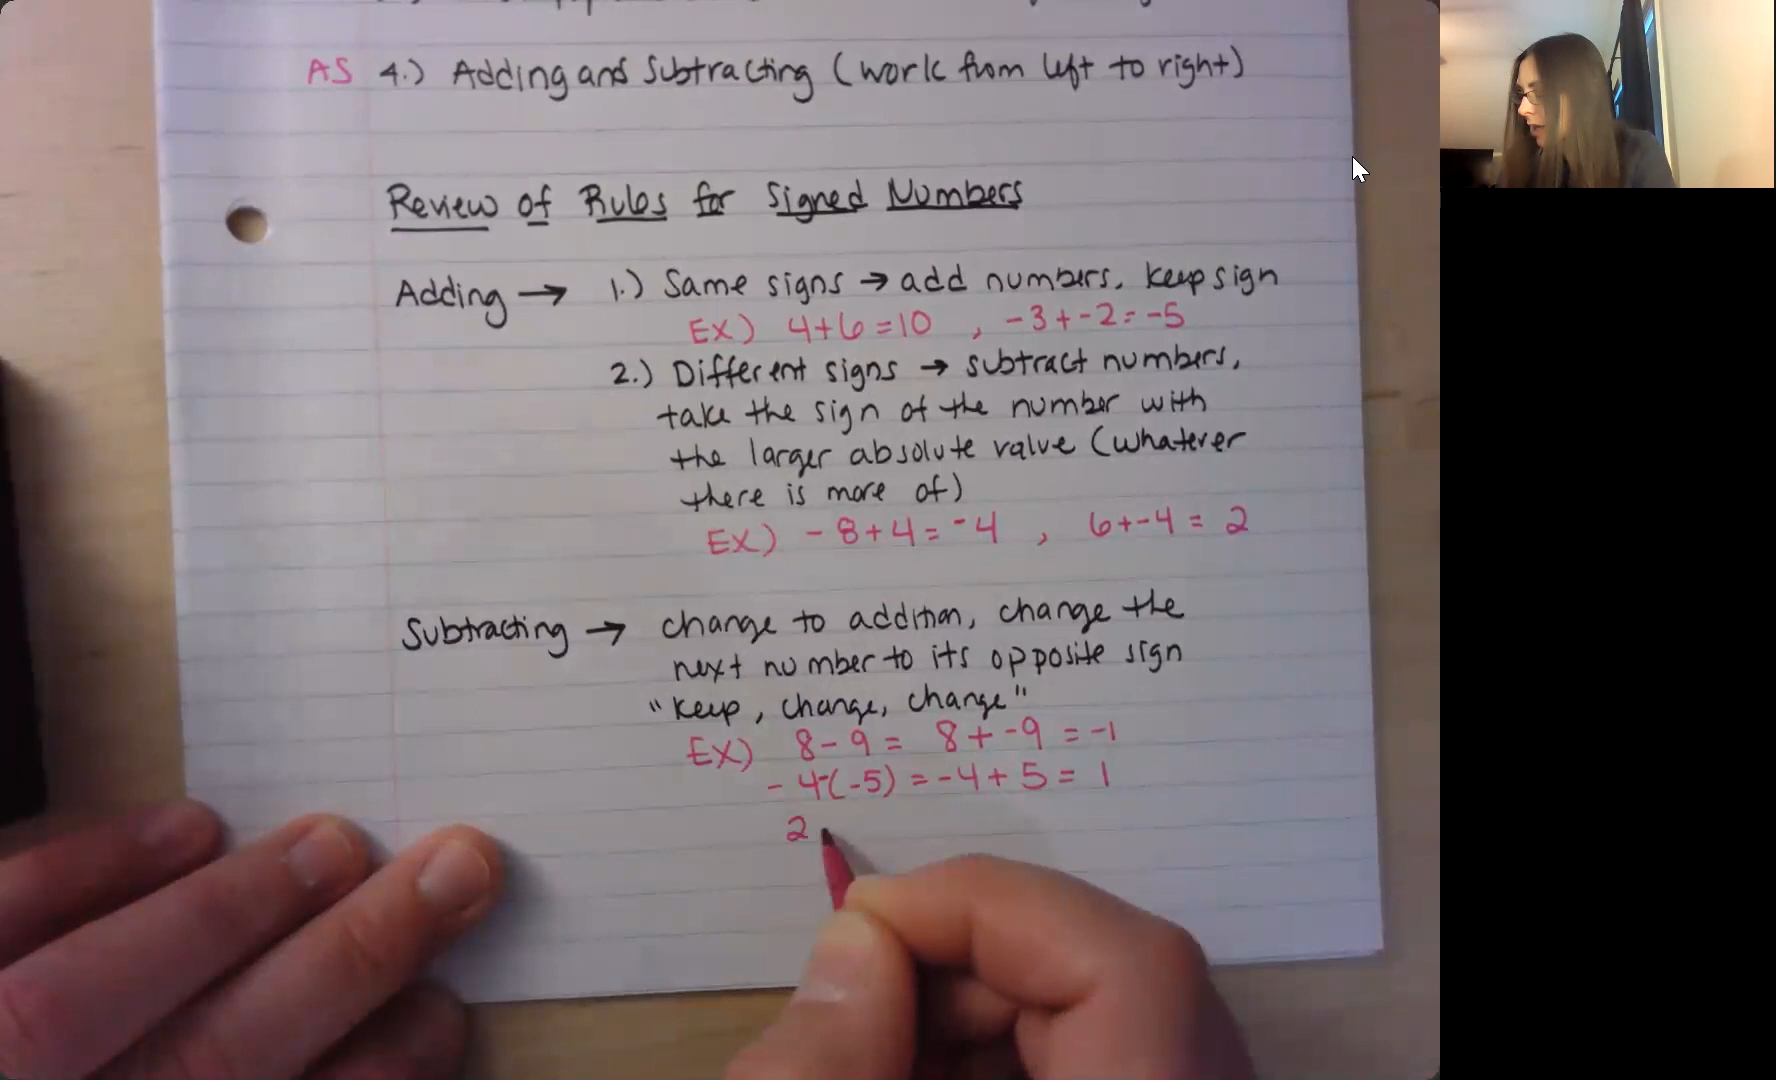 AS 4.) Adding and Subtracting (work from left to right)
Review of Rules for Signed Numbers
Adding → 1.) Same signs → add numbers, keep sign
EX) 4+6=10 , -3+-2=-5
2.) Different signs → subtract numbers,
take the sign of the number with
the larger absolute value (whatever
there is more of)
EX) -8+4=-4 , 6+-4=2
Subtracting → change to addition, change the
next number to its opposite sign
"keep, change, change"
EX) 8-9= 8+-9=-1
-4-(-5)=-4+5=1
2